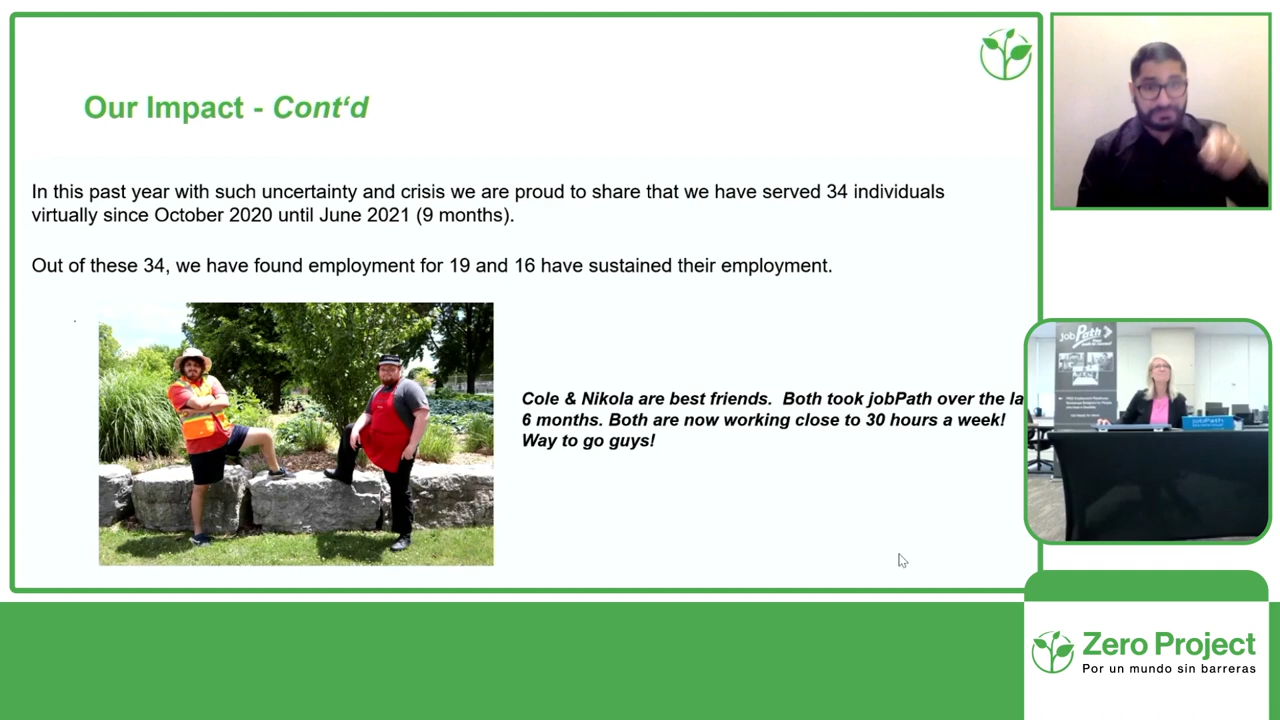 Our Impact - Cont‘d
In this past year with such uncertainty and crisis we are proud to share that we have served 34 individuals
virtually since October 2020 until June 2021 (9 months).
Out of these 34, we have found employment for 19 and 16 have sustained their employment.
Cole & Nikola are best friends.  Both took jobPath over the la
6 months. Both are now working close to 30 hours a week!
Way to go guys!
job Path
jobPath
Zero Project
Por un mundo sin barreras